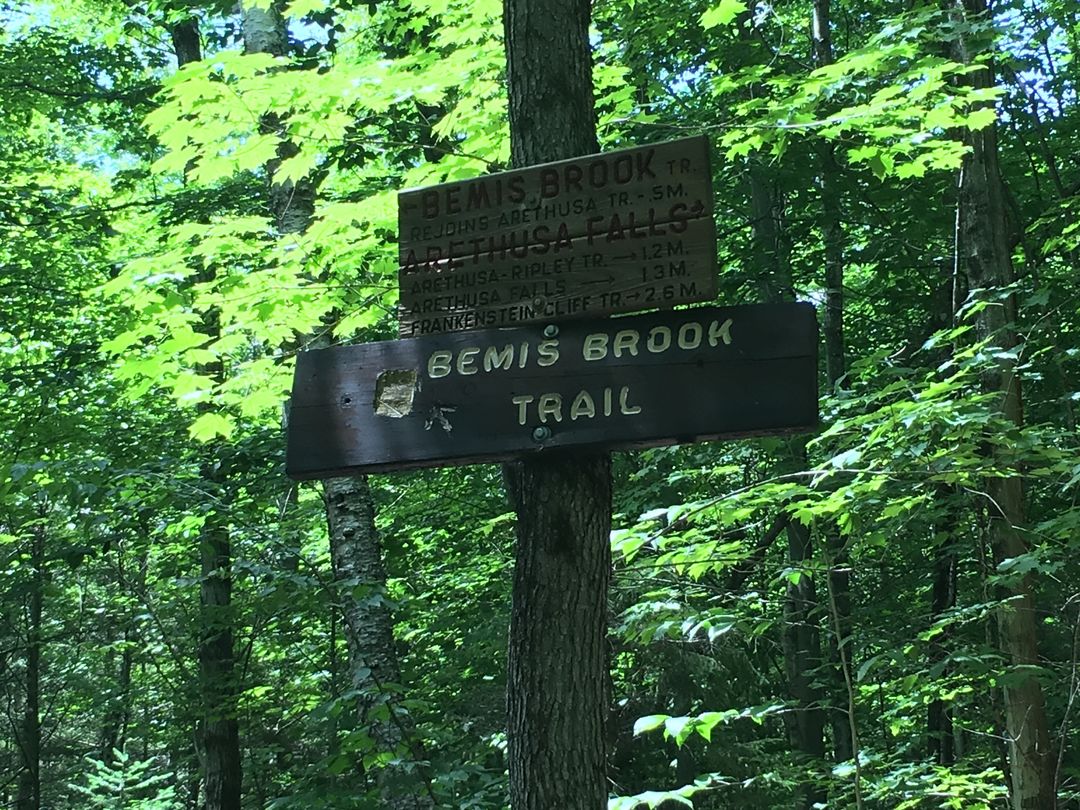 ←BEMIS BROOK TR.
REJOINS ARETHUSA TR.-.5M.
ARETHUSA FALLS→
ARETHUSA-RIPLEY TR.→1.2 M.
ARETHUSA FALLS → 1.3 M.
FRANKENSTEIN CLIFF TR.→2.6 M.
BEMIS BROOK
TRAIL